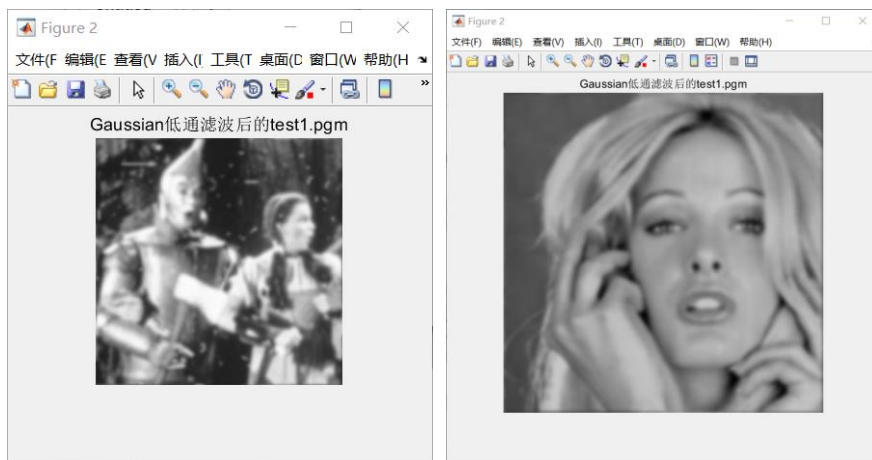 Figure 2
文件(F 编辑(E 查看(V 插入(I 工具(T 桌面(D 窗口(W 帮助(H
Gaussian低通滤波后的test1.pgm
Figure 2
文件(F) 编辑(E) 查看(V) 插入(I) 工具(T) 桌面(D) 窗口(W) 帮助(H)
Gaussian低通滤波后的test1.pgm